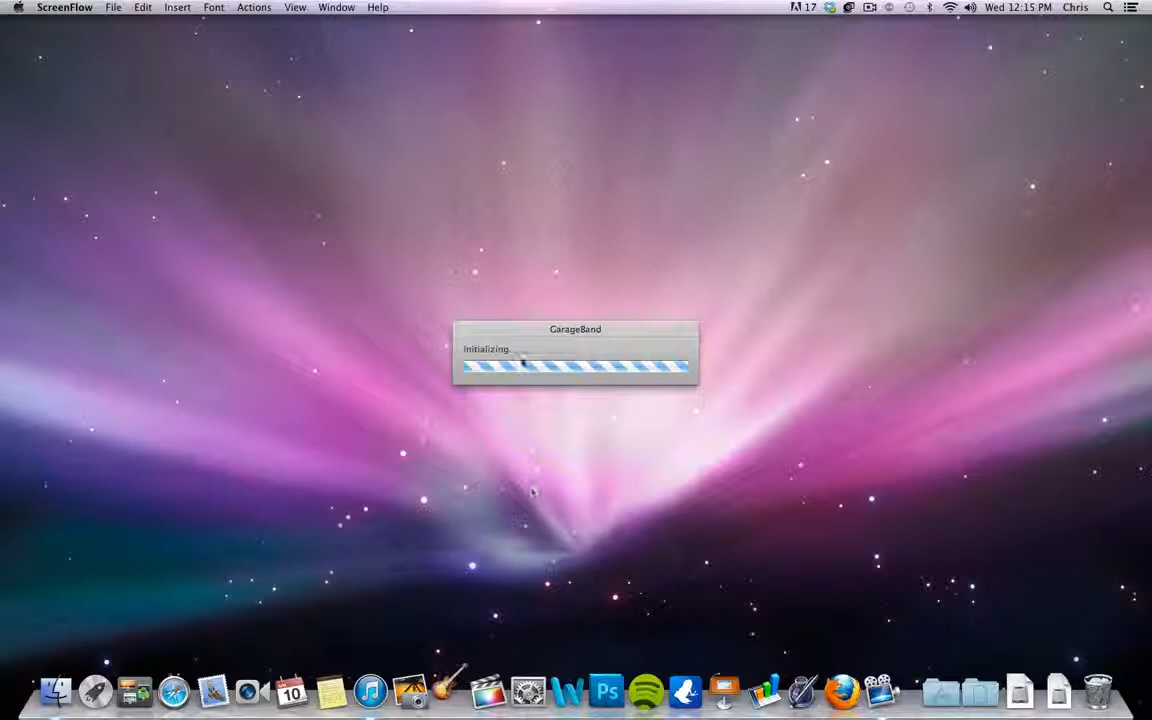 ScreenFlow File Edit Insert Font Actions View Window Help 17 Wed 12:15 PM Chris
GarageBand
Initializing.
10
W Ps